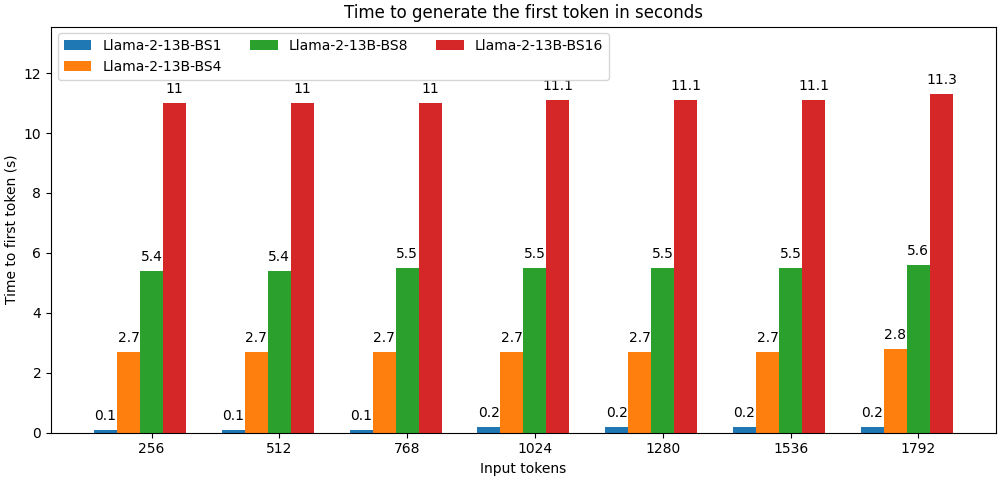 Time to generate the first token in seconds
Llama-2-13B-BS1 Llama-2-13B-BS8 Llama-2-13B-BS16
Llama-2-13B-BS4
Time to first token (s)
12
10
8
6
4
2
0
11 11 11 11.1 11.1 11.1 11.3
5.4 5.4 5.5 5.5 5.5 5.5 5.6
2.7 2.7 2.7 2.7 2.7 2.7 2.8
0.1 0.1 0.1 0.2 0.2 0.2 0.2
256 512 768 1024 1280 1536 1792
Input tokens